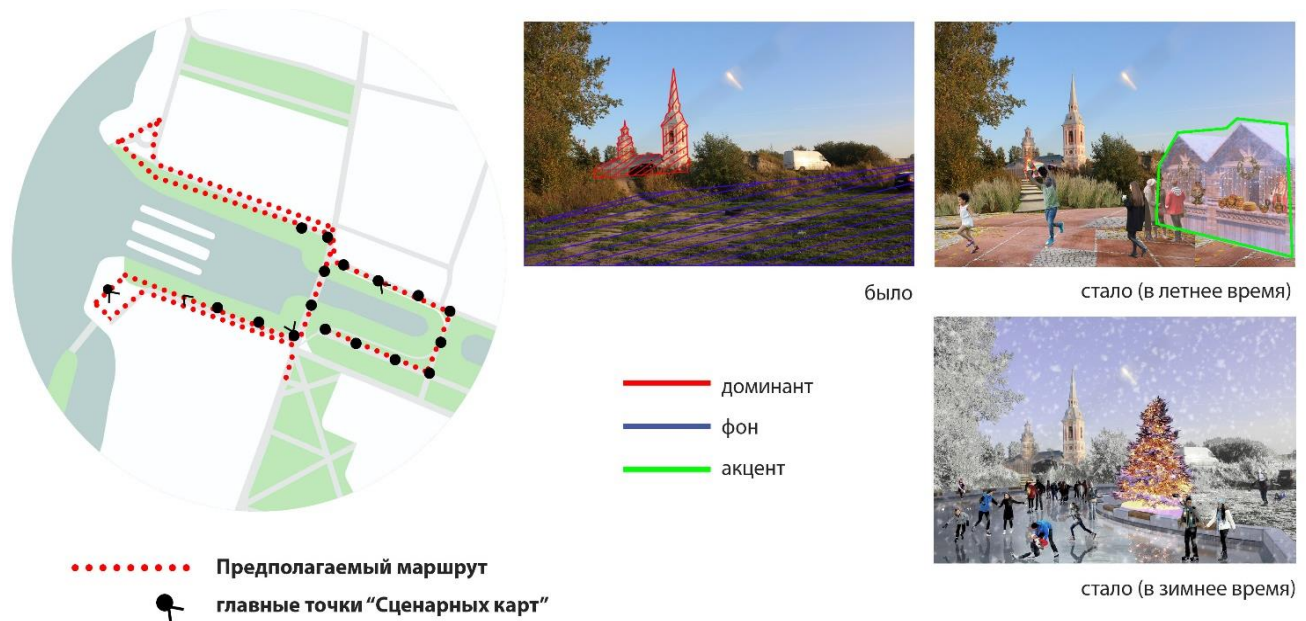 было
стало (в летнее время)
доминант
фон
акцент
стало (в зимнее время)
Предполагаемый маршрут
главные точки “Сценарных карт”